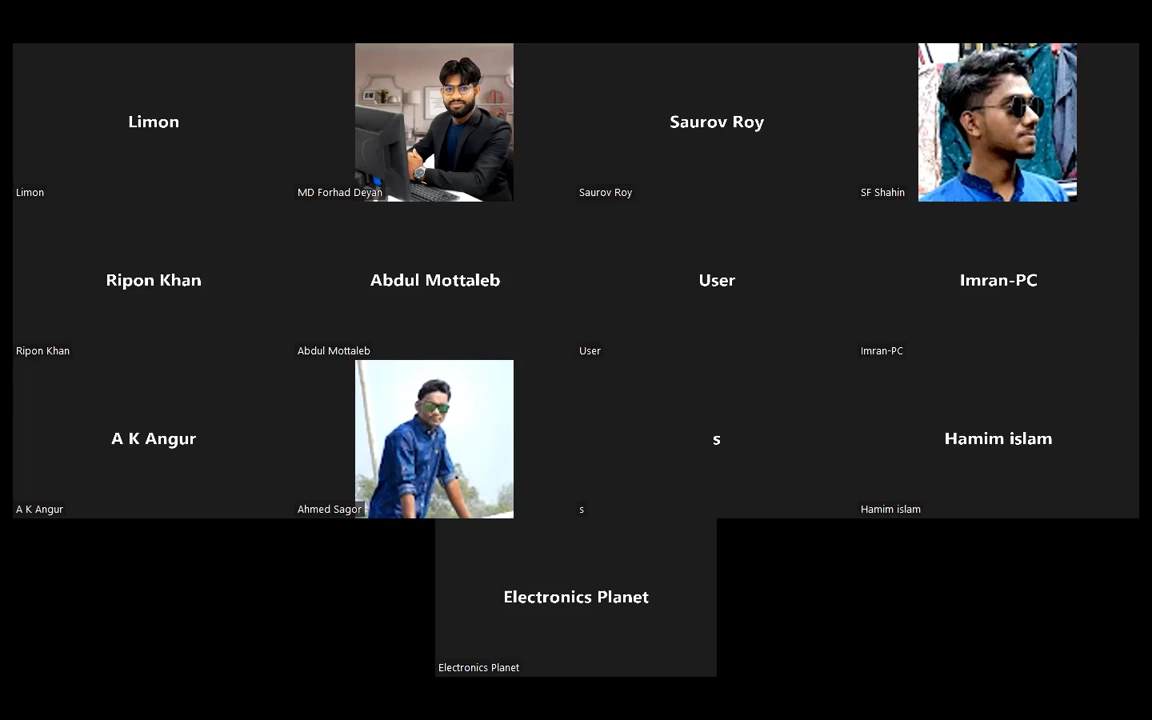 Limon
Limon
MD Forhad Deyan
Saurov Roy
Saurov Roy
SF Shahin
Ripon Khan
Ripon Khan
Abdul Mottaleb
Abdul Mottaleb
User
User
Imran-PC
Imran-PC
A K Angur
A K Angur
Ahmed Sagor
s
s
Hamim islam
Hamim islam
Electronics Planet
Electronics Planet